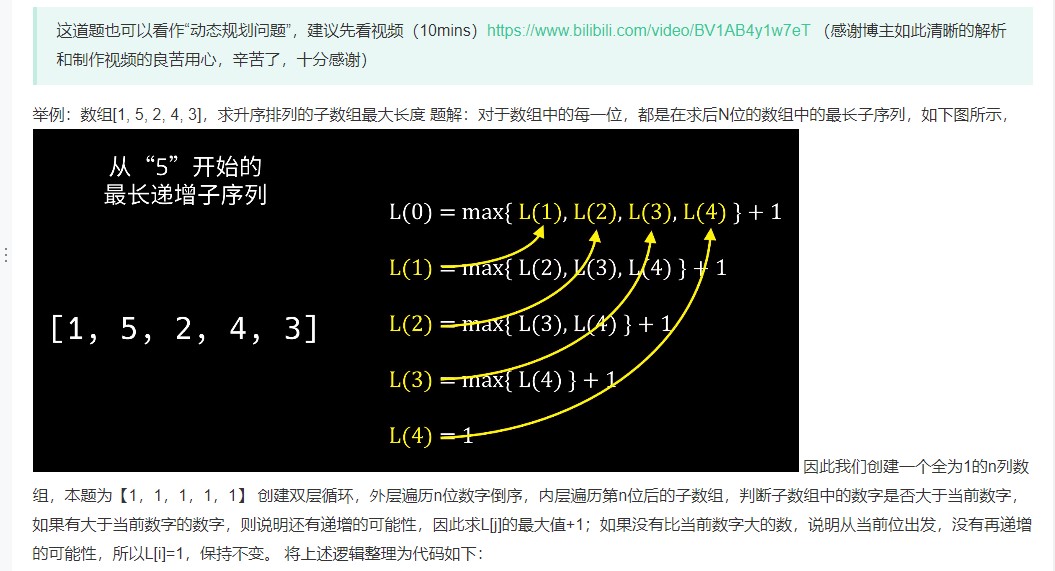 这道题也可以看作“动态规划问题”，建议先看视频（10mins）https://www.bilibili.com/video/BV1AB4y1w7eT （感谢博主如此清晰的解析
和制作视频的良苦用心，辛苦了，十分感谢）
举例：数组[1, 5, 2, 4, 3]，求升序排列的子数组最大长度 题解：对于数组中的每一位，都是在求后N位的数组中的最长子序列，如下图所示，
从“5”开始的
最长递增子序列
[1, 5, 2, 4, 3]
L(0) = max{ L(1), L(2), L(3), L(4) } + 1
L(1) = max{ L(2), L(3), L(4) } + 1
L(2) = max{ L(3), L(4) } + 1
L(3) = max{ L(4) } + 1
L(4) = 1
因此我们创建一个全为1的n列数
组，本题为【1，1，1，1，1】 创建双层循环，外层遍历n位数字倒序，内层遍历第n位后的子数组，判断子数组中的数字是否大于当前数字，
如果有大于当前数字的数字，则说明还有递增的可能性，因此求L[j]的最大值+1；如果没有比当前数字大的数，说明从当前位出发，没有再递增
的可能性，所以L[i]=1，保持不变。 将上述逻辑整理为代码如下：